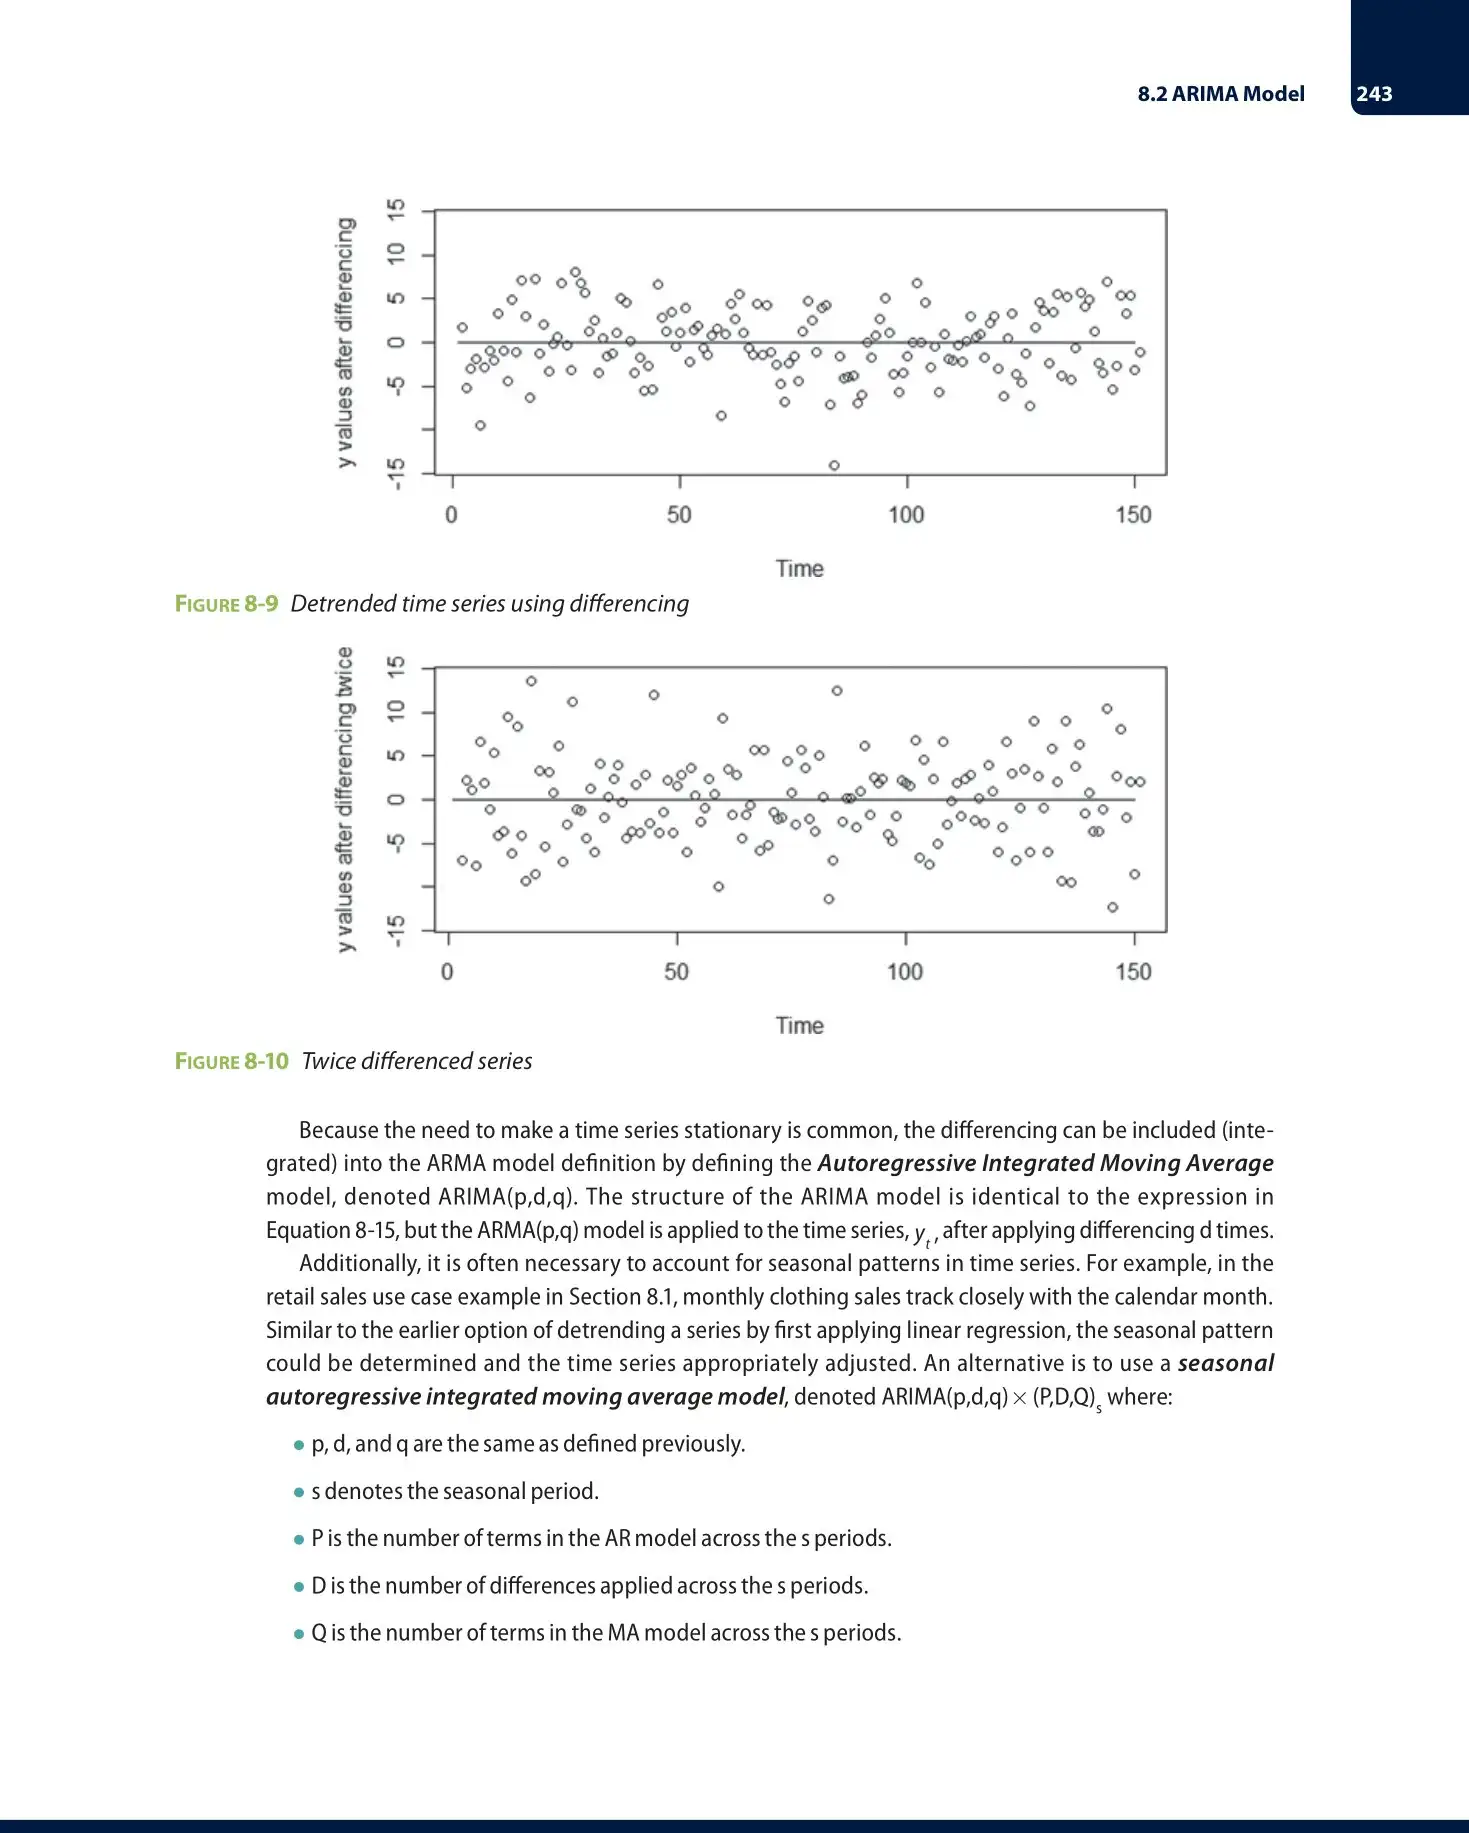 8.2 ARIMA Model 243
y values after differencing
15
10
5
0
-5
-15
0 50 100 150
Time
FIGURE 8-9 Detrended time series using differencing
y values after differencing twice
15
10
5
0
-5
-15
0 50 100 150
Time
FIGURE 8-10 Twice differenced series
Because the need to make a time series stationary is common, the differencing can be included (inte-
grated) into the ARMA model definition by defining the Autoregressive Integrated Moving Average
model, denoted ARIMA(p,d,q). The structure of the ARIMA model is identical to the expression in
Equation 8-15, but the ARMA(p,q) model is applied to the time series, yₜ, after applying differencing d times.
Additionally, it is often necessary to account for seasonal patterns in time series. For example, in the
retail sales use case example in Section 8.1, monthly clothing sales track closely with the calendar month.
Similar to the earlier option of detrending a series by first applying linear regression, the seasonal pattern
could be determined and the time series appropriately adjusted. An alternative is to use a seasonal
autoregressive integrated moving average model, denoted ARIMA(p,d,q) × (P,D,Q)ₛ where:
• p, d, and q are the same as defined previously.
• s denotes the seasonal period.
• P is the number of terms in the AR model across the s periods.
• D is the number of differences applied across the s periods.
• Q is the number of terms in the MA model across the s periods.